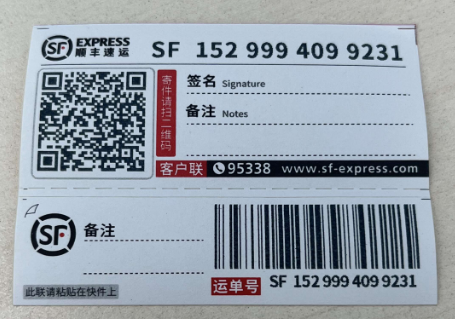 SF EXPRESS
顺丰速运
SF 152 999 409 9231
寄件请扫二维码
签名 Signature
备注 Notes
客户联 95338 www.sf-express.com
SF
备注
此联请粘贴在快件上
运单号 SF 152 999 409 9231